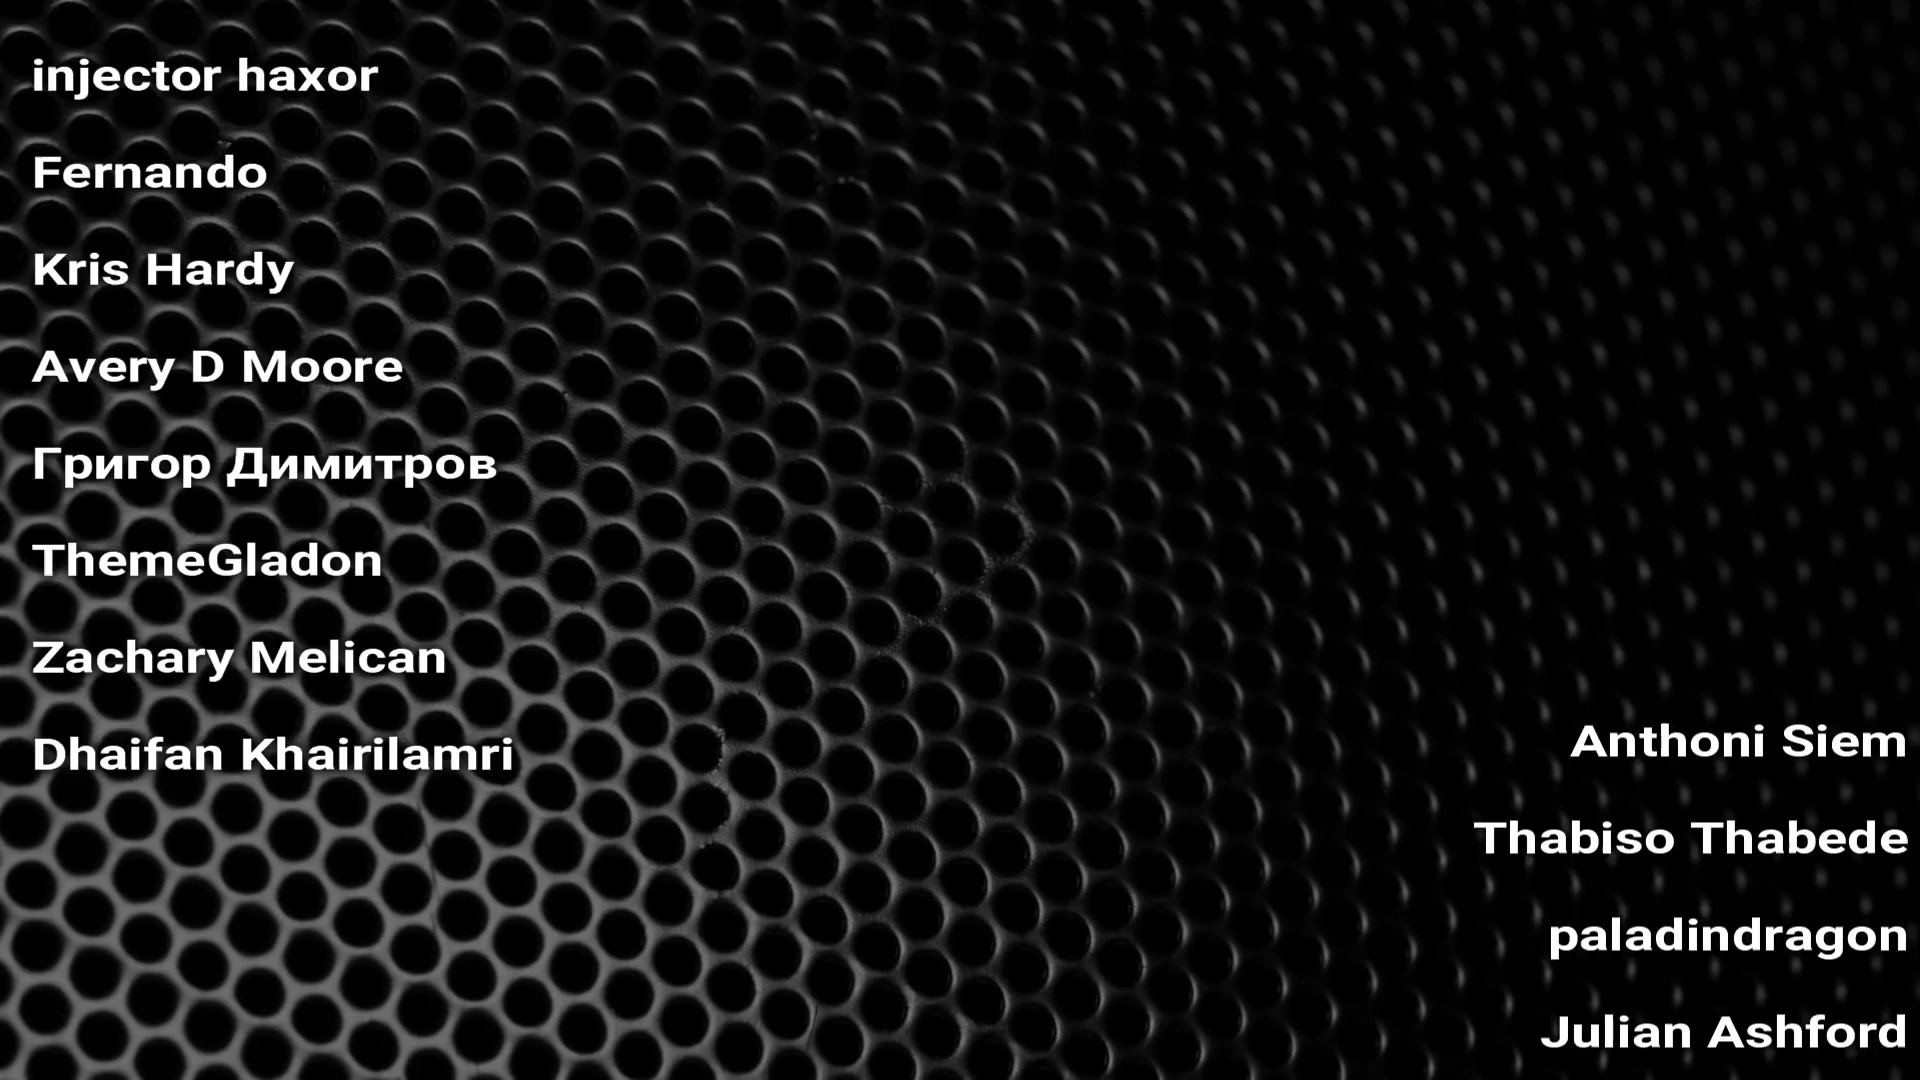 injector haxor
Fernando
Kris Hardy
Avery D Moore
Григор Димитров
ThemeGladon
Zachary Melican
Dhaifan Khairilamri
Anthoni Siem
Thabiso Thabede
paladindragon
Julian Ashford